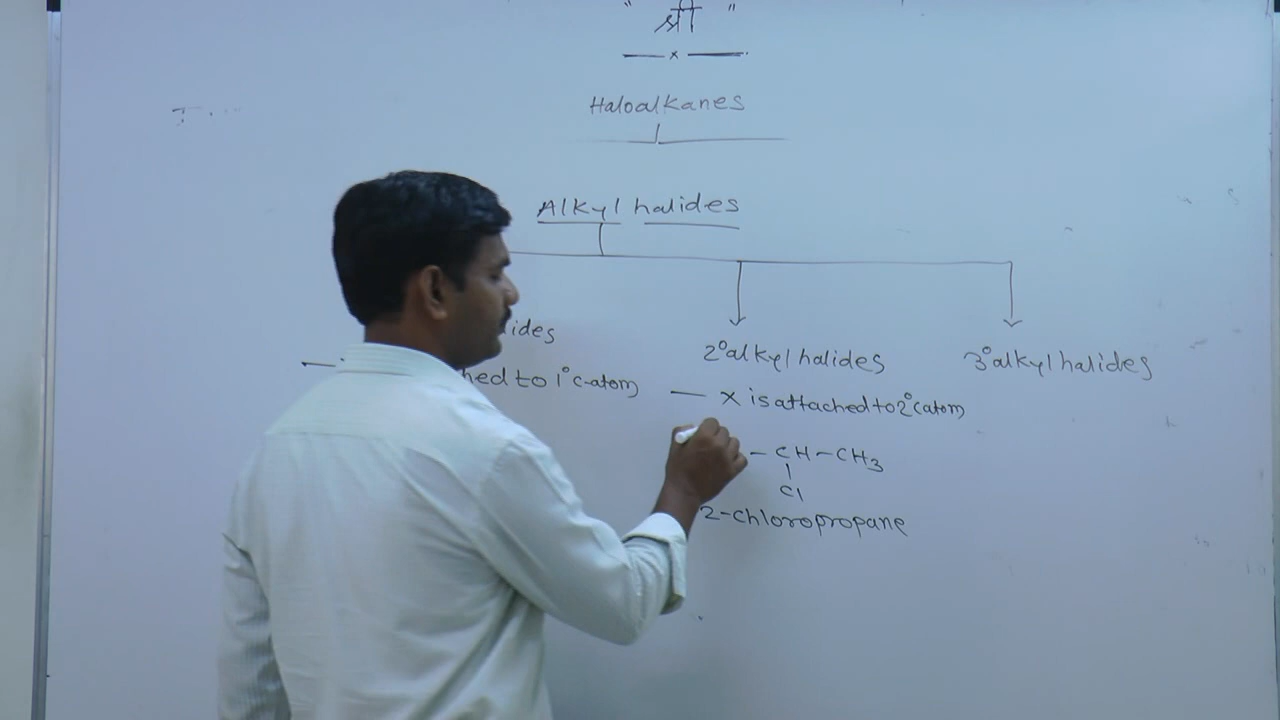 " श्री "
Haloalkanes
Alkyl halides
ides
2° alkyl halides
3° alkyl halides
hed to 1° c-atom
— X is attached to 2° c atom
- CH - CH3
Cl
2-chloropropane